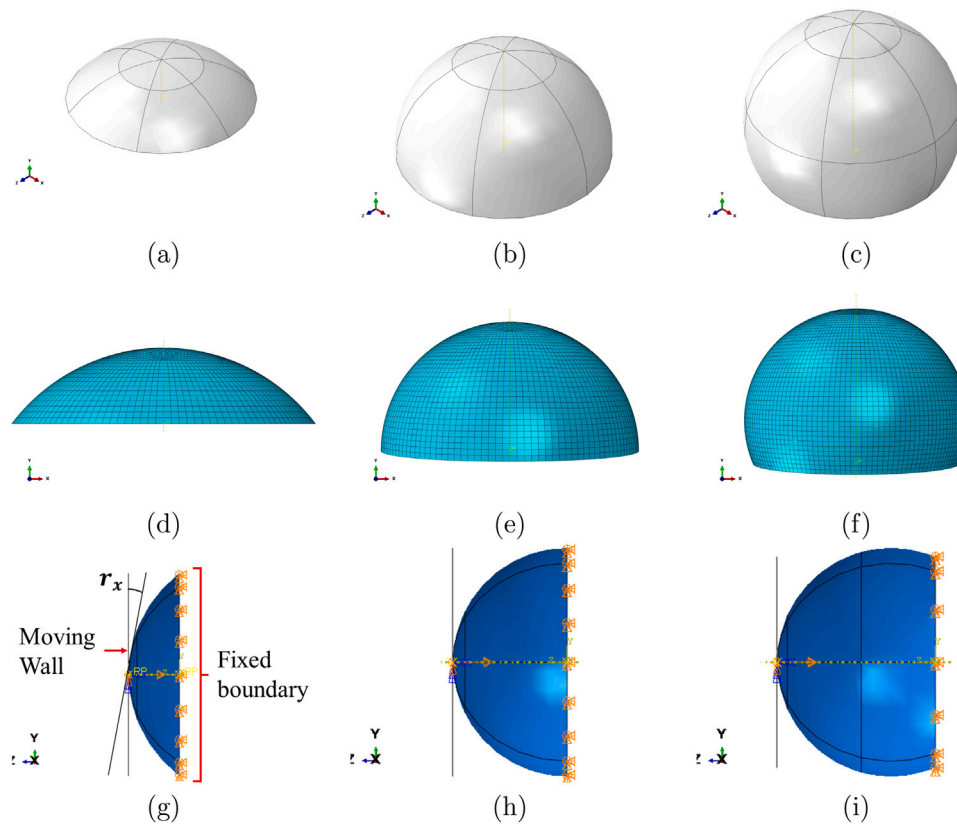 Y
Z
X
Y
Z
X
Y
Z
X
(a)
(b)
(c)
Y
X
Y
X
Y
X
(d)
(e)
(f)
r_x
Moving
Wall
RP
Fixed
boundary
Y
Z
X
Z
Y
X
Z
Y
X
Z
Y
(g)
(h)
(i)